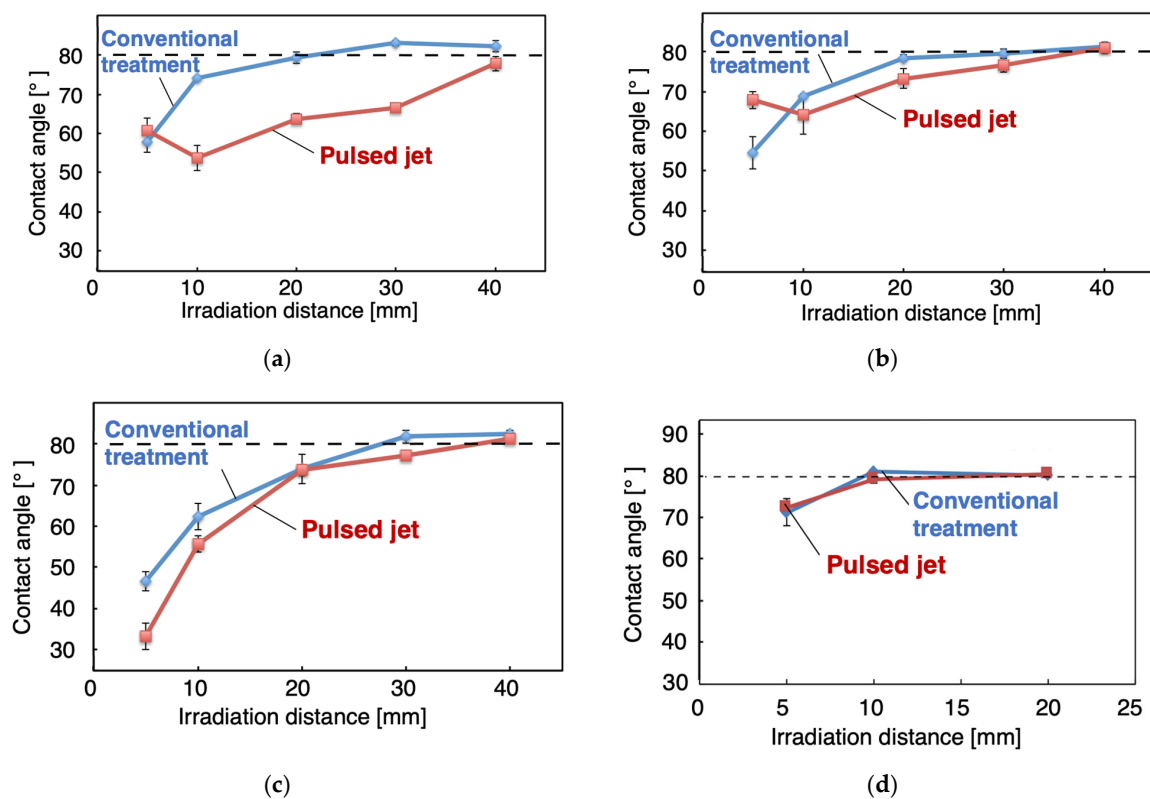 Conventional
treatment
Pulsed jet
Contact angle [°]
80
70
60
50
40
30
0
10
20
30
40
Irradiation distance [mm]
(a)
Conventional
treatment
Pulsed jet
Contact angle [°]
80
70
60
50
40
30
0
10
20
30
40
Irradiation distance [mm]
(b)
Conventional
treatment
Pulsed jet
Contact angle [°]
80
70
60
50
40
30
0
10
20
30
40
Irradiation distance [mm]
(c)
Conventional
treatment
Pulsed jet
Contact angle [°]
90
80
70
60
50
40
30
0
5
10
15
20
25
Irradiation distance [mm]
(d)